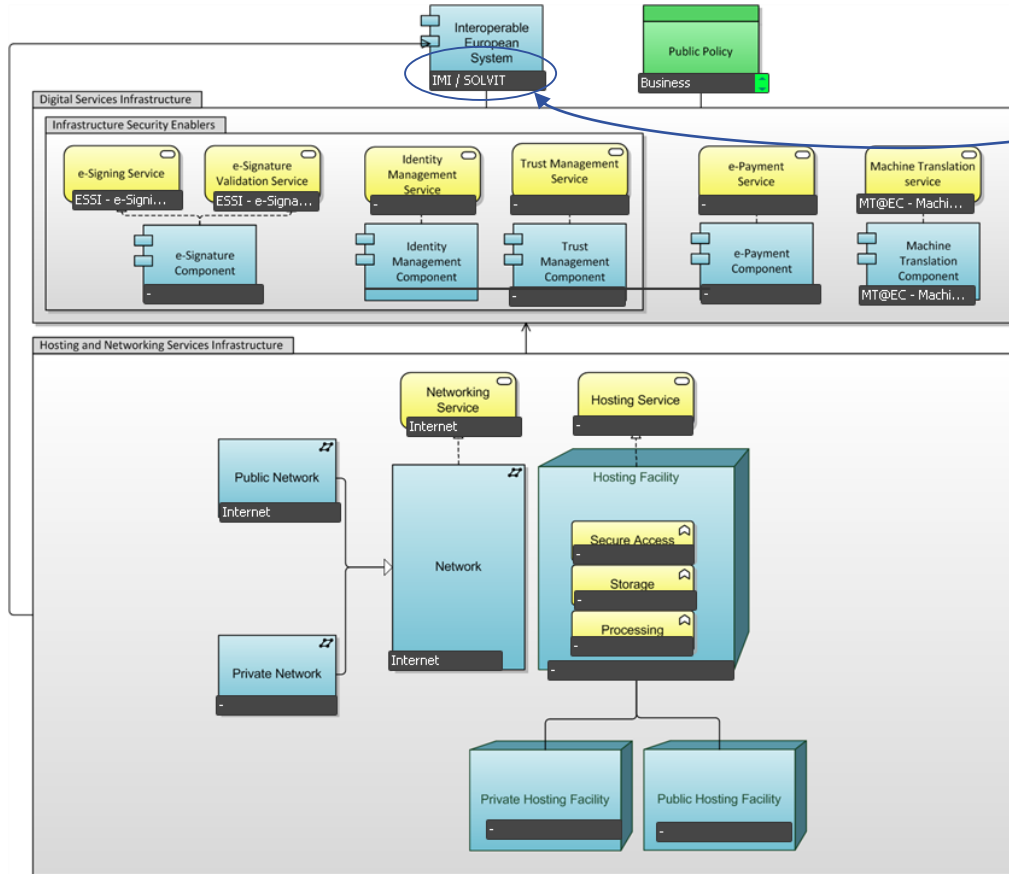 Interoperable
European
System
IMI / SOLVIT
Public Policy
Business
Digital Services Infrastructure
Infrastructure Security Enablers
e-Signing Service
ESSI - e-Signi...
e-Signature
Validation Service
ESSI - e-Signa...
Identity
Management
Service
-
Trust Management
Service
-
e-Payment
Service
-
Machine Translation
service
MT@EC - Machi...
e-Signature
Component
-
Identity
Management
Component
Trust
Management
Component
-
e-Payment
Component
-
Machine
Translation
Component
MT@EC - Machi...
Hosting and Networking Services Infrastructure
Networking
Service
Internet
Hosting Service
-
Public Network
Internet
Network
Internet
Private Network
-
Hosting Facility
Secure Access
-
Storage
-
Processing
-
-
Private Hosting Facility
-
Public Hosting Facility
-